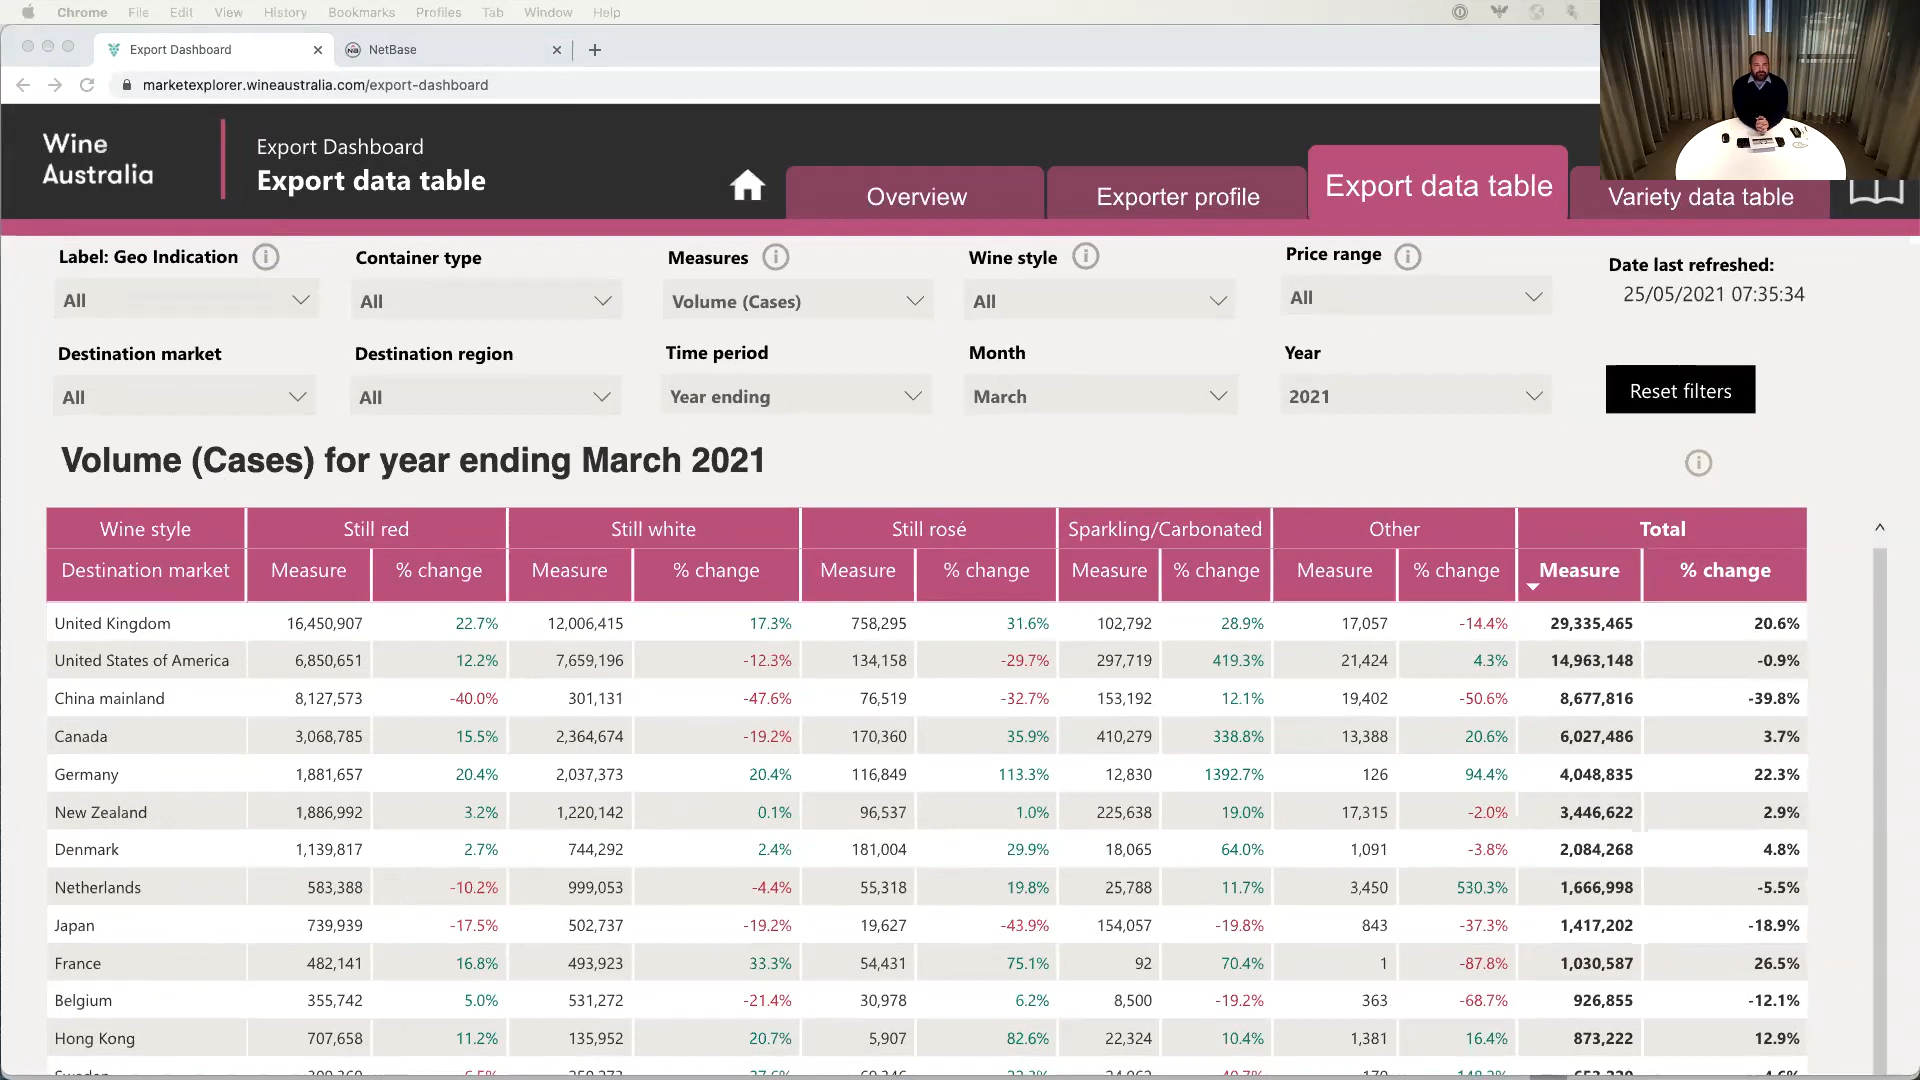 Chrome File Edit View History Bookmarks Profiles Tab Window Help
Export Dashboard NetBase
marketexplorer.wineaustralia.com/export-dashboard
Wine Australia
Export Dashboard
Export data table
Overview Exporter profile Export data table Variety data table
Label: Geo Indication Container type Measures Wine style Price range Date last refreshed:
All All Volume (Cases) All All 25/05/2021 07:35:34
Destination market Destination region Time period Month Year
All All Year ending March 2021 Reset filters
Volume (Cases) for year ending March 2021
Wine style Still red Still white Still rosé Sparkling/Carbonated Other Total
Destination market Measure % change Measure % change Measure % change Measure % change Measure % change Measure % change
United Kingdom 16,450,907 22.7% 12,006,415 17.3% 758,295 31.6% 102,792 28.9% 17,057 -14.4% 29,335,465 20.6%
United States of America 6,850,651 12.2% 7,659,196 -12.3% 134,158 -29.7% 297,719 419.3% 21,424 4.3% 14,963,148 -0.9%
China mainland 8,127,573 -40.0% 301,131 -47.6% 76,519 -32.7% 153,192 12.1% 19,402 -50.6% 8,677,816 -39.8%
Canada 3,068,785 15.5% 2,364,674 -19.2% 170,360 35.9% 410,279 338.8% 13,388 20.6% 6,027,486 3.7%
Germany 1,881,657 20.4% 2,037,373 20.4% 116,849 113.3% 12,830 1392.7% 126 94.4% 4,048,835 22.3%
New Zealand 1,886,992 3.2% 1,220,142 0.1% 96,537 1.0% 225,638 19.0% 17,315 -2.0% 3,446,622 2.9%
Denmark 1,139,817 2.7% 744,292 2.4% 181,004 29.9% 18,065 64.0% 1,091 -3.8% 2,084,268 4.8%
Netherlands 583,388 -10.2% 999,053 -4.4% 55,318 19.8% 25,788 11.7% 3,450 530.3% 1,666,998 -5.5%
Japan 739,939 -17.5% 502,737 -19.2% 19,627 -43.9% 154,057 -19.8% 843 -37.3% 1,417,202 -18.9%
France 482,141 16.8% 493,923 33.3% 54,431 75.1% 92 70.4% 1 -87.8% 1,030,587 26.5%
Belgium 355,742 5.0% 531,272 -21.4% 30,978 6.2% 8,500 -19.2% 363 -68.7% 926,855 -12.1%
Hong Kong 707,658 11.2% 135,952 20.7% 5,907 82.6% 22,324 10.4% 1,381 16.4% 873,222 12.9%